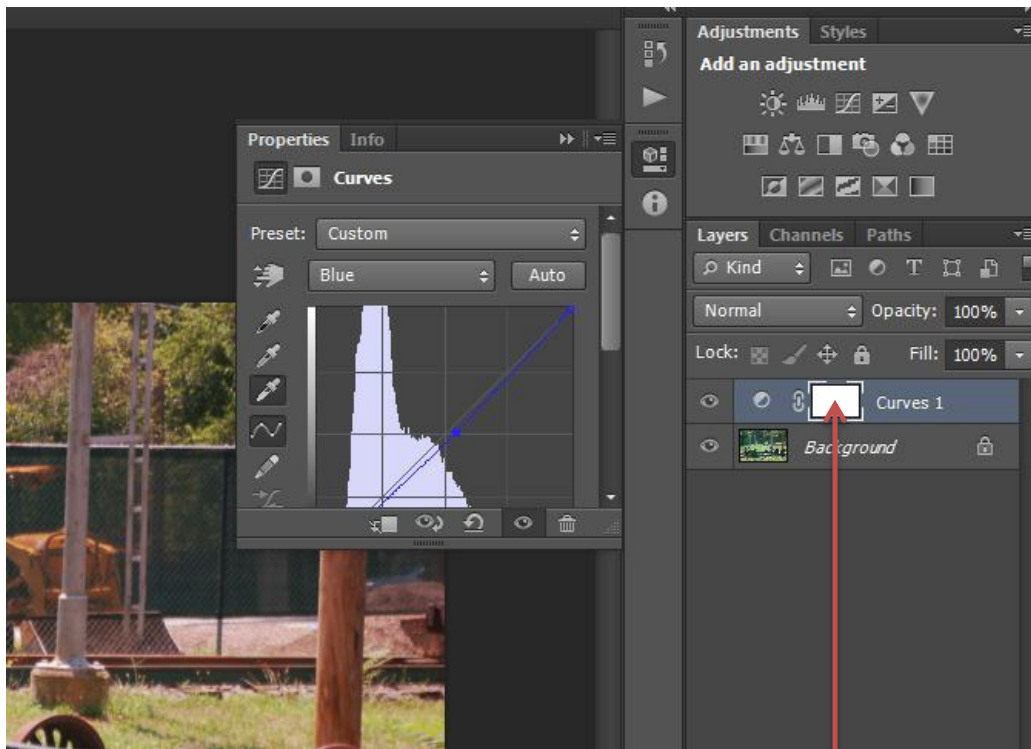 Adjustments Styles
Add an adjustment
Properties Info
Curves
Preset: Custom
Blue Auto
Layers Channels Paths
Kind T
Normal Opacity: 100%
Lock: Fill: 100%
Curves 1
Background